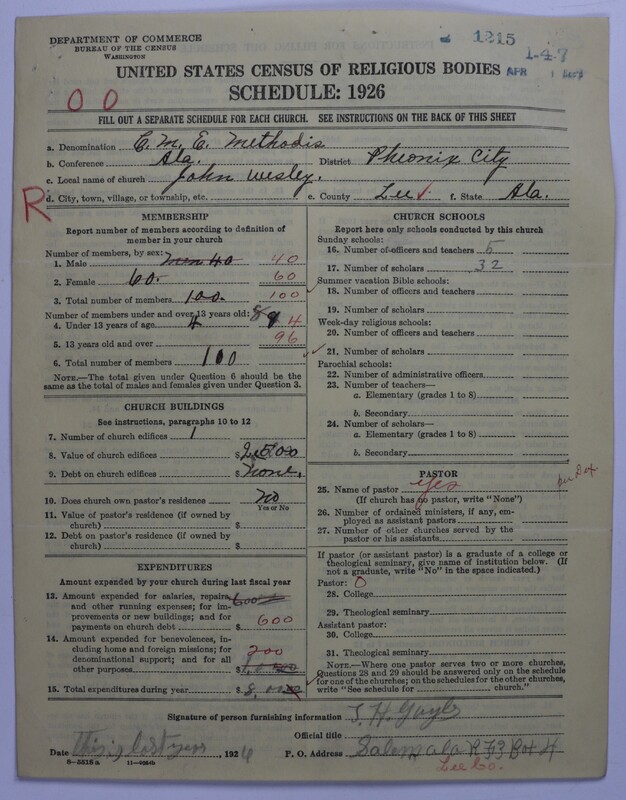 DEPARTMENT OF COMMERCE
BUREAU OF THE CENSUS
WASHINGTON
1215
1-47
APR
UNITED STATES CENSUS OF RELIGIOUS BODIES
SCHEDULE: 1926
0 0
FILL OUT A SEPARATE SCHEDULE FOR EACH CHURCH. SEE INSTRUCTIONS ON THE BACK OF THIS SHEET
a. Denomination C. M. E. Methodis
b. Conference Ala. District Pheonix City
c. Local name of church John Wesley.
R d. City, town, village, or township, etc. e. County Lee ✓ f. State Ala.
MEMBERSHIP
Report number of members according to definition of
member in your church
Number of members, by sex:
1. Male men 40 40
2. Female 60. 60
3. Total number of members 100. 100
Number of members under and over 13 years old:
4. Under 13 years of age 4 4
5. 13 years old and over 96
6. Total number of members 100
NOTE.—The total given under Question 6 should be the
same as the total of males and females given under Question 3.
CHURCH BUILDINGS
See instructions, paragraphs 10 to 12
7. Number of church edifices 1
8. Value of church edifices $
9. Debt on church edifices $ None.
10. Does church own pastor's residence No
Yes or No
11. Value of pastor's residence (if owned by
church) $
12. Debt on pastor's residence (if owned by
church) $
EXPENDITURES
Amount expended by your church during last fiscal year
13. Amount expended for salaries, repairs,
and other running expenses; for im-
provements or new buildings; and for
payments on church debt $ 600
14. Amount expended for benevolences, in-
cluding home and foreign missions; for
denominational support; and for all
other purposes $ 200
15. Total expenditures during year $
CHURCH SCHOOLS
Report here only schools conducted by this church
Sunday schools:
16. Number of officers and teachers 5
17. Number of scholars 32
Summer vacation Bible schools:
18. Number of officers and teachers
19. Number of scholars
Week-day religious schools:
20. Number of officers and teachers
21. Number of scholars
Parochial schools:
22. Number of administrative officers
23. Number of teachers—
a. Elementary (grades 1 to 8)
b. Secondary
24. Number of scholars—
a. Elementary (grades 1 to 8)
b. Secondary
PASTOR
25. Name of pastor yes
(If church has no pastor, write "None")
26. Number of ordained ministers, if any, em-
ployed as assistant pastors
27. Number of other churches served by the
pastor or his assistants
If pastor (or assistant pastor) is a graduate of a college or
theological seminary, give name of institution below. (If
not a graduate, write "No" in the space indicated.)
Pastor: 0
28. College
29. Theological seminary
Assistant pastor:
30. College
31. Theological seminary
NOTE.—Where one pastor serves two or more churches,
Questions 28 and 29 should be answered only on the schedule
for one of the churches; on the schedules for the other churches,
write "See schedule for church."
Signature of person furnishing information S. H. Gayls
Official title
Date This is last year, 1926 P. O. Address Salem ala R F 3 Box 4
Lee Co.
8-5518 a 11-9554b